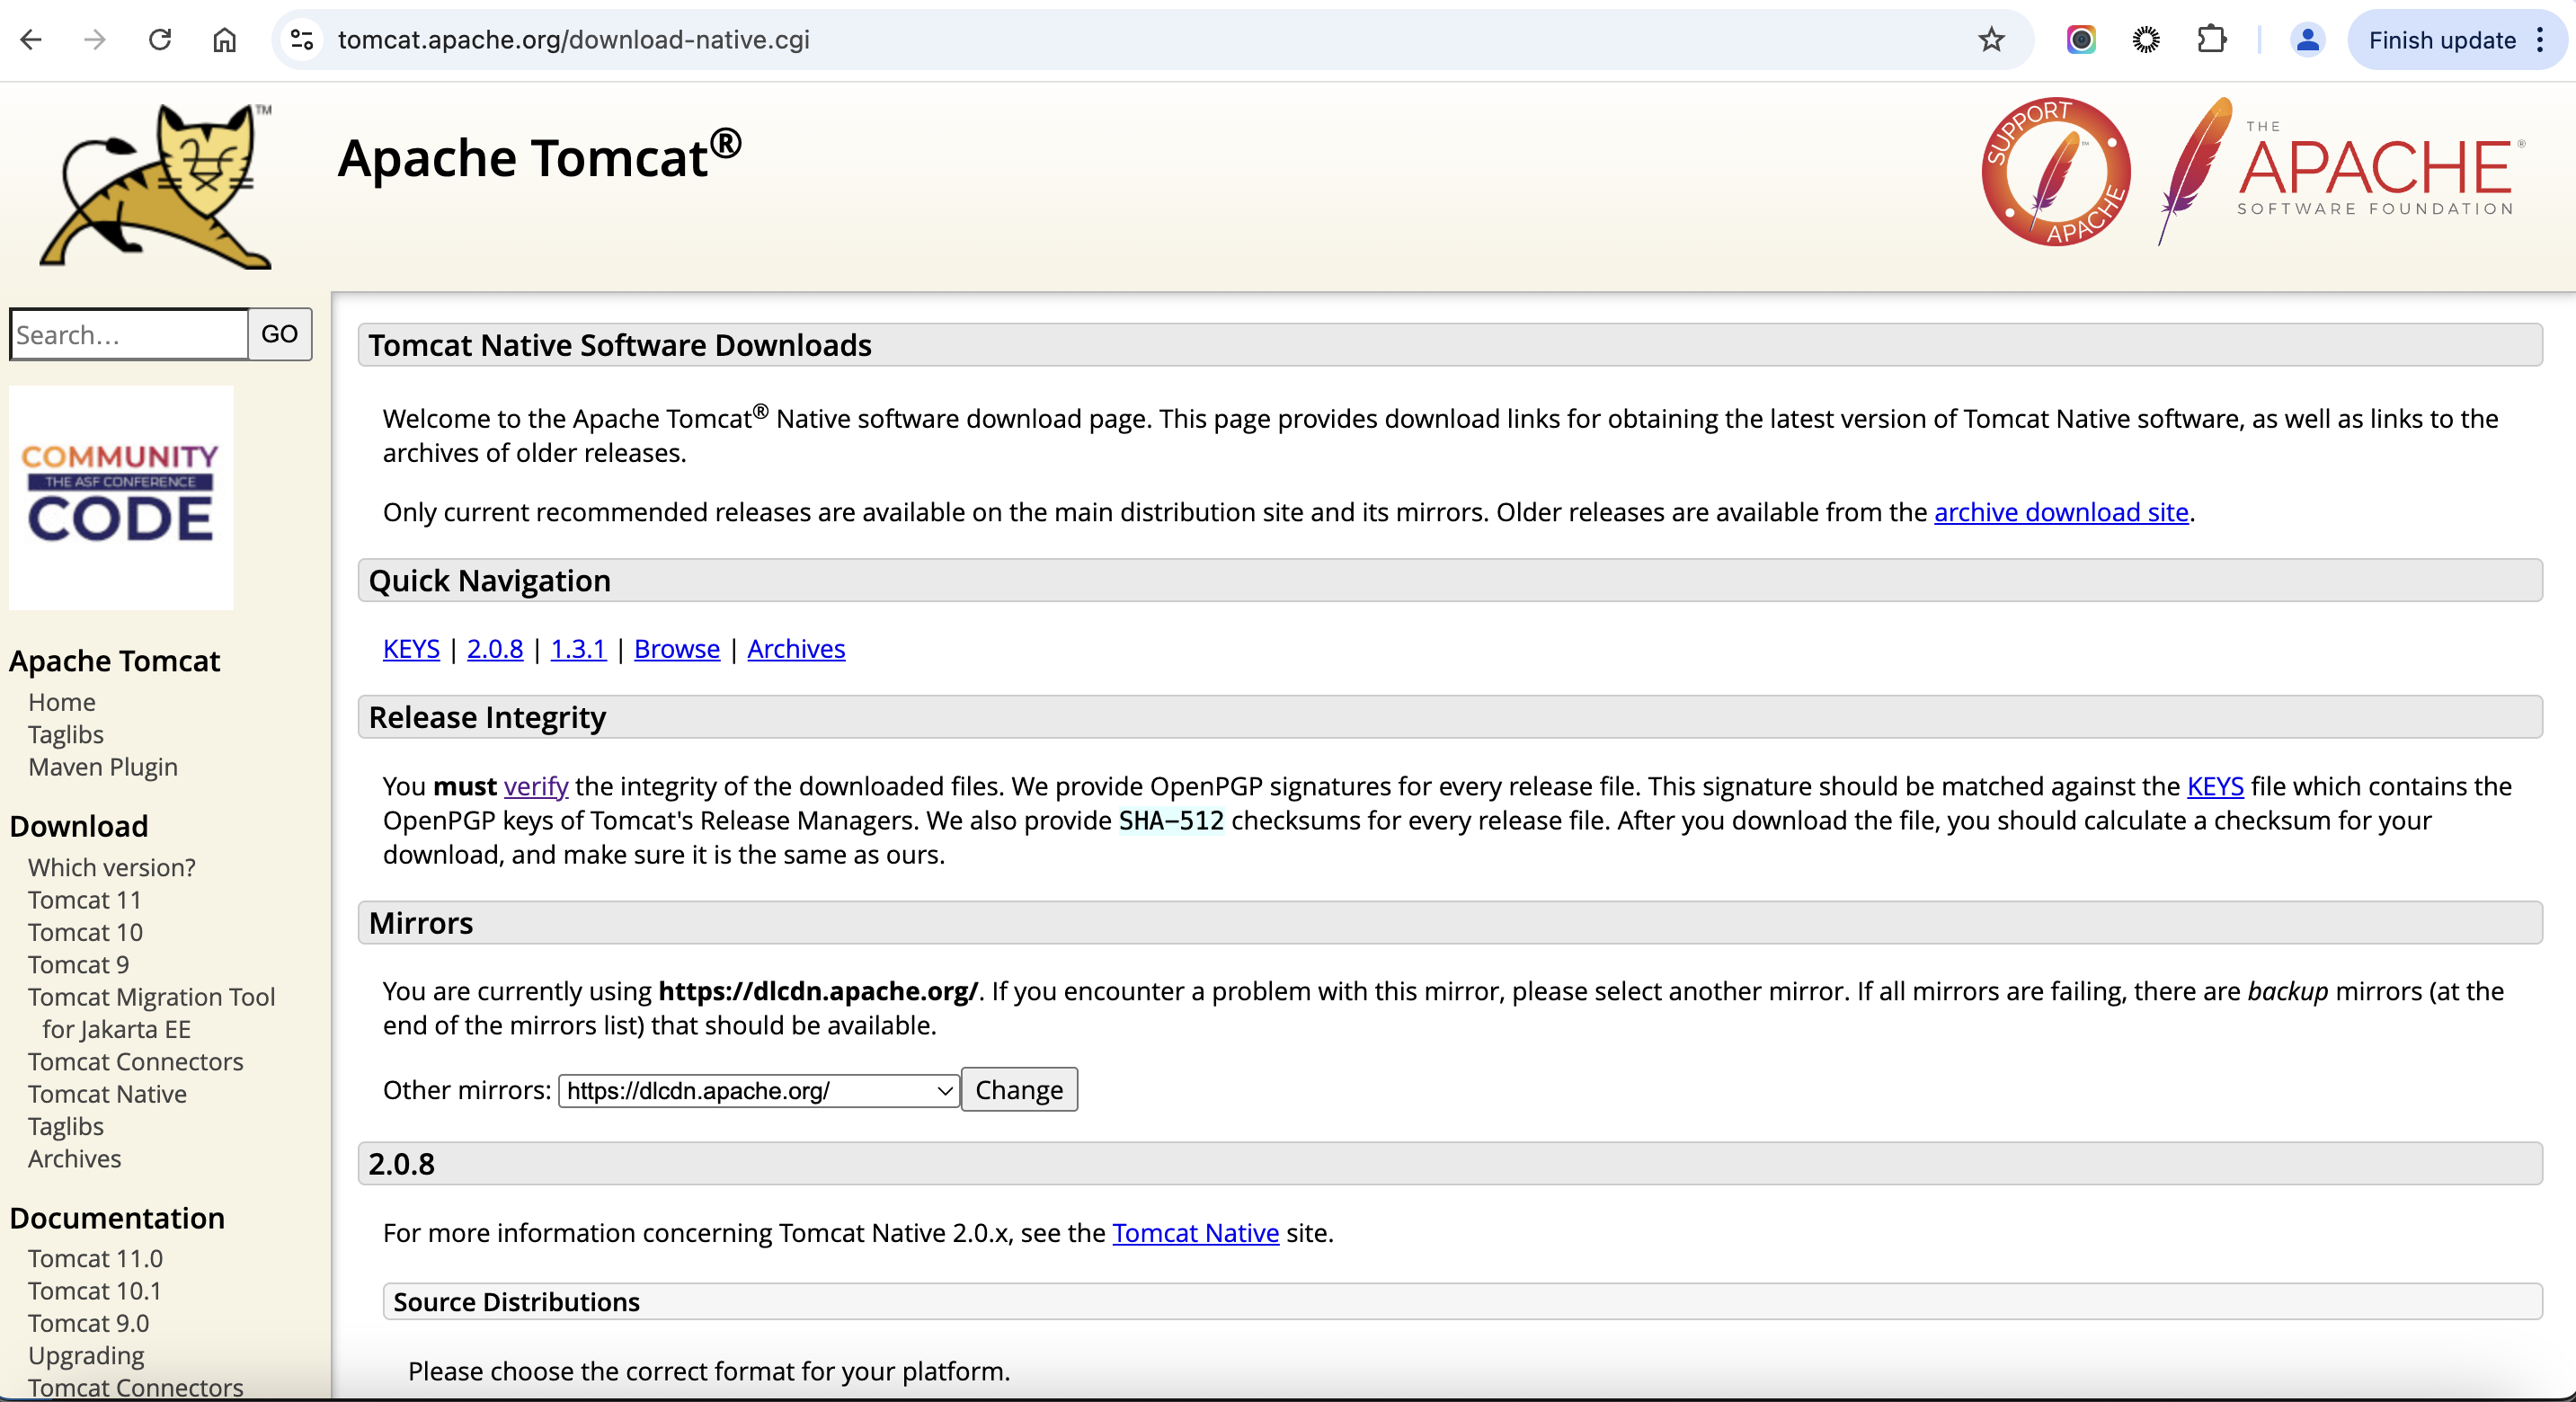 tomcat.apache.org/download-native.cgi
Finish update
TM
Apache Tomcat®
SUPPORT
APACHE
THE
APACHE®
SOFTWARE FOUNDATION
Search…
GO
COMMUNITY
THE ASF CONFERENCE
CODE
Apache Tomcat
Home
Taglibs
Maven Plugin
Download
Which version?
Tomcat 11
Tomcat 10
Tomcat 9
Tomcat Migration Tool
for Jakarta EE
Tomcat Connectors
Tomcat Native
Taglibs
Archives
Documentation
Tomcat 11.0
Tomcat 10.1
Tomcat 9.0
Upgrading
Tomcat Connectors
Tomcat Native Software Downloads
Welcome to the Apache Tomcat® Native software download page. This page provides download links for obtaining the latest version of Tomcat Native software, as well as links to the
archives of older releases.
Only current recommended releases are available on the main distribution site and its mirrors. Older releases are available from the archive download site.
Quick Navigation
KEYS | 2.0.8 | 1.3.1 | Browse | Archives
Release Integrity
You must verify the integrity of the downloaded files. We provide OpenPGP signatures for every release file. This signature should be matched against the KEYS file which contains the
OpenPGP keys of Tomcat's Release Managers. We also provide SHA-512 checksums for every release file. After you download the file, you should calculate a checksum for your
download, and make sure it is the same as ours.
Mirrors
You are currently using https://dlcdn.apache.org/. If you encounter a problem with this mirror, please select another mirror. If all mirrors are failing, there are backup mirrors (at the
end of the mirrors list) that should be available.
Other mirrors: https://dlcdn.apache.org/ Change
2.0.8
For more information concerning Tomcat Native 2.0.x, see the Tomcat Native site.
Source Distributions
Please choose the correct format for your platform.